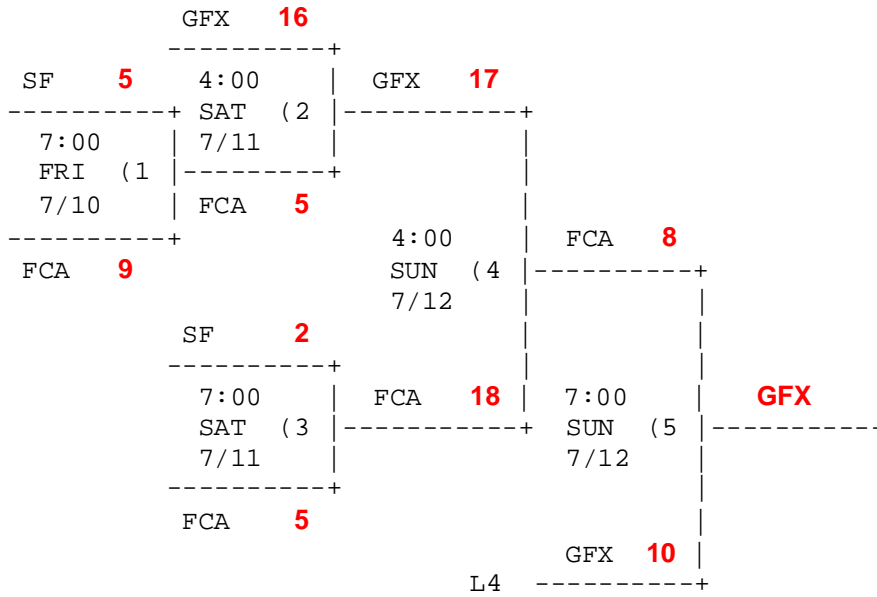 GFX 16
SF 5 4:00 GFX 17
SAT (2
7:00 7/11
FRI (1
7/10 FCA 5
4:00 FCA 8
FCA 9 SUN (4
7/12
SF 2
7:00 FCA 18 7:00 GFX
SAT (3 SUN (5
7/11 7/12
FCA 5
GFX 10
L4